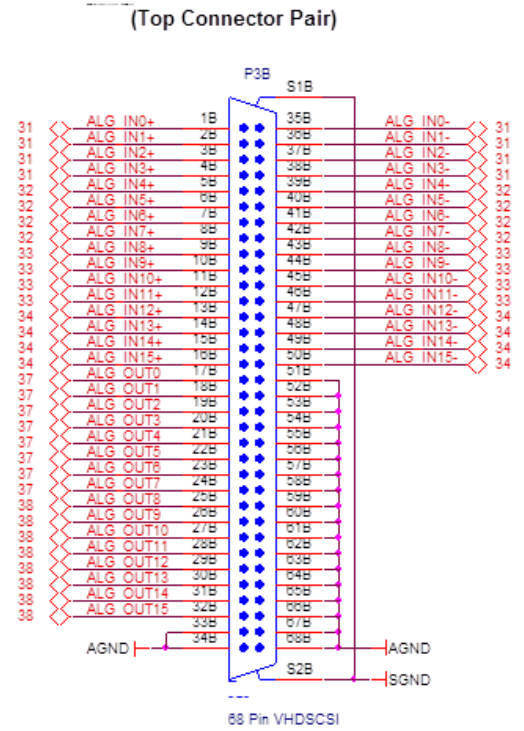 (Top Connector Pair)
P3B
S1B
31 ALG IN0+ 1B 35B ALG IN0- 31
31 ALG IN1+ 2B 36B ALG IN1- 31
31 ALG IN2+ 3B 37B ALG IN2- 31
31 ALG IN3+ 4B 38B ALG IN3- 31
32 ALG IN4+ 5B 39B ALG IN4- 32
32 ALG IN5+ 6B 40B ALG IN5- 32
32 ALG IN6+ 7B 41B ALG IN6- 32
32 ALG IN7+ 8B 42B ALG IN7- 32
33 ALG IN8+ 9B 43B ALG IN8- 33
33 ALG IN9+ 10B 44B ALG IN9- 33
33 ALG IN10+ 11B 45B ALG IN10- 33
33 ALG IN11+ 12B 46B ALG IN11- 33
34 ALG IN12+ 13B 47B ALG IN12- 34
34 ALG IN13+ 14B 48B ALG IN13- 34
34 ALG IN14+ 15B 49B ALG IN14- 34
34 ALG IN15+ 16B 50B ALG IN15- 34
37 ALG OUT0 17B 51B
37 ALG OUT1 18B 52B
37 ALG OUT2 19B 53B
37 ALG OUT3 20B 54B
37 ALG OUT4 21B 55B
37 ALG OUT5 22B 56B
37 ALG OUT6 23B 57B
37 ALG OUT7 24B 58B
38 ALG OUT8 25B 59B
38 ALG OUT9 26B 60B
38 ALG OUT10 27B 61B
38 ALG OUT11 28B 62B
38 ALG OUT12 29B 63B
38 ALG OUT13 30B 64B
38 ALG OUT14 31B 65B
38 ALG OUT15 32B 66B
33B 67B
AGND 34B 68B AGND
S2B
SGND
68 Pin VHDSCSI